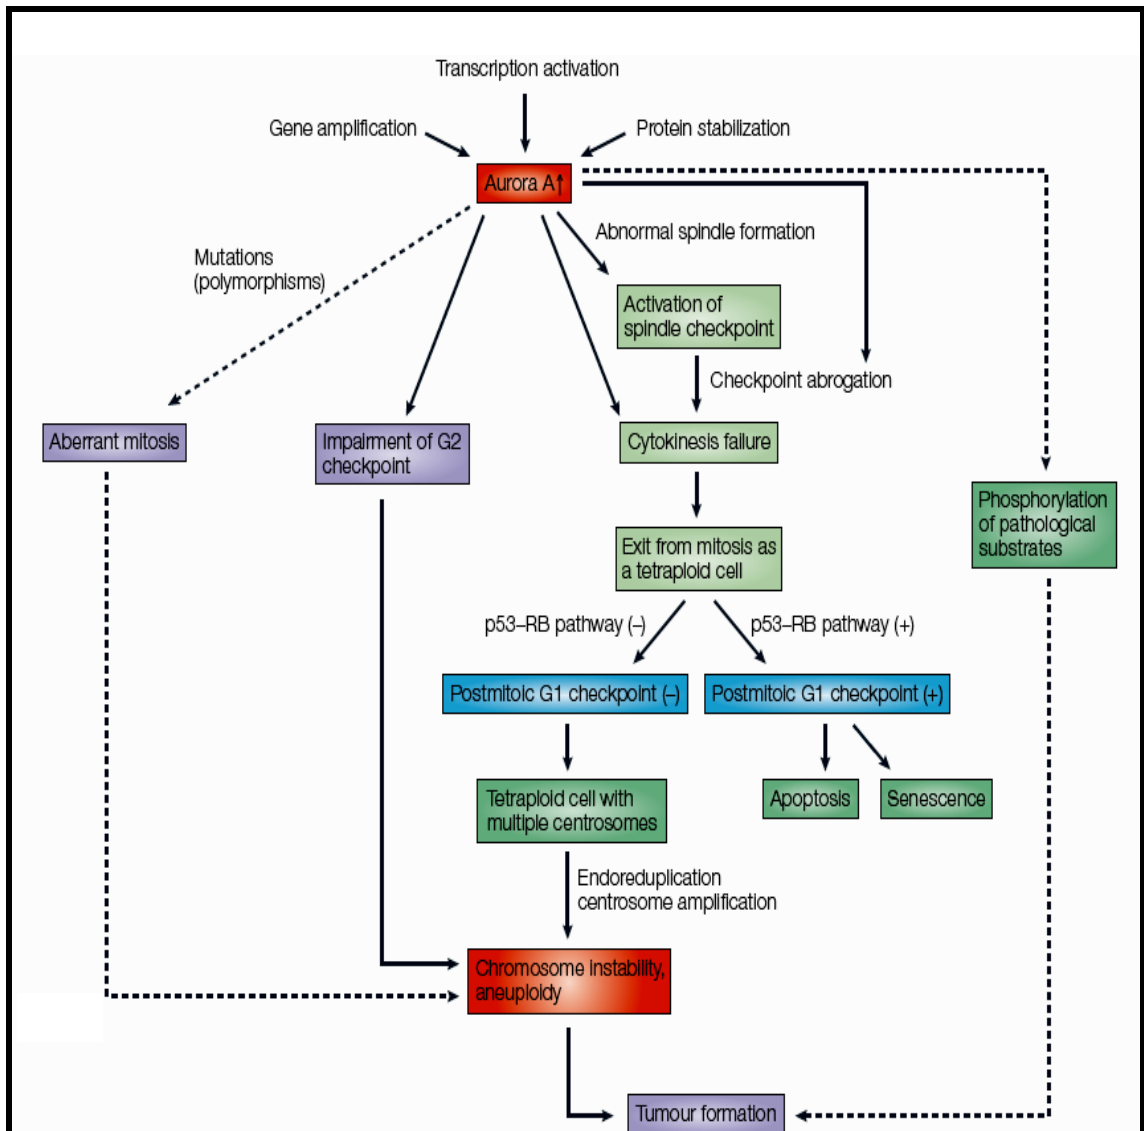 Transcription activation
Gene amplification
Protein stabilization
Aurora A↑
Abnormal spindle formation
Mutations
(polymorphisms)
Activation of
spindle checkpoint
Checkpoint abrogation
Aberrant mitosis
Impairment of G2
checkpoint
Cytokinesis failure
Phosphorylation
of pathological
substrates
Exit from mitosis as
a tetraploid cell
p53–RB pathway (–)
p53–RB pathway (+)
Postmitoic G1 checkpoint (–)
Postmitoic G1 checkpoint (+)
Tetraploid cell with
multiple centrosomes
Apoptosis
Senescence
Endoreduplication
centrosome amplification
Chromosome instability,
aneuploidy
Tumour formation